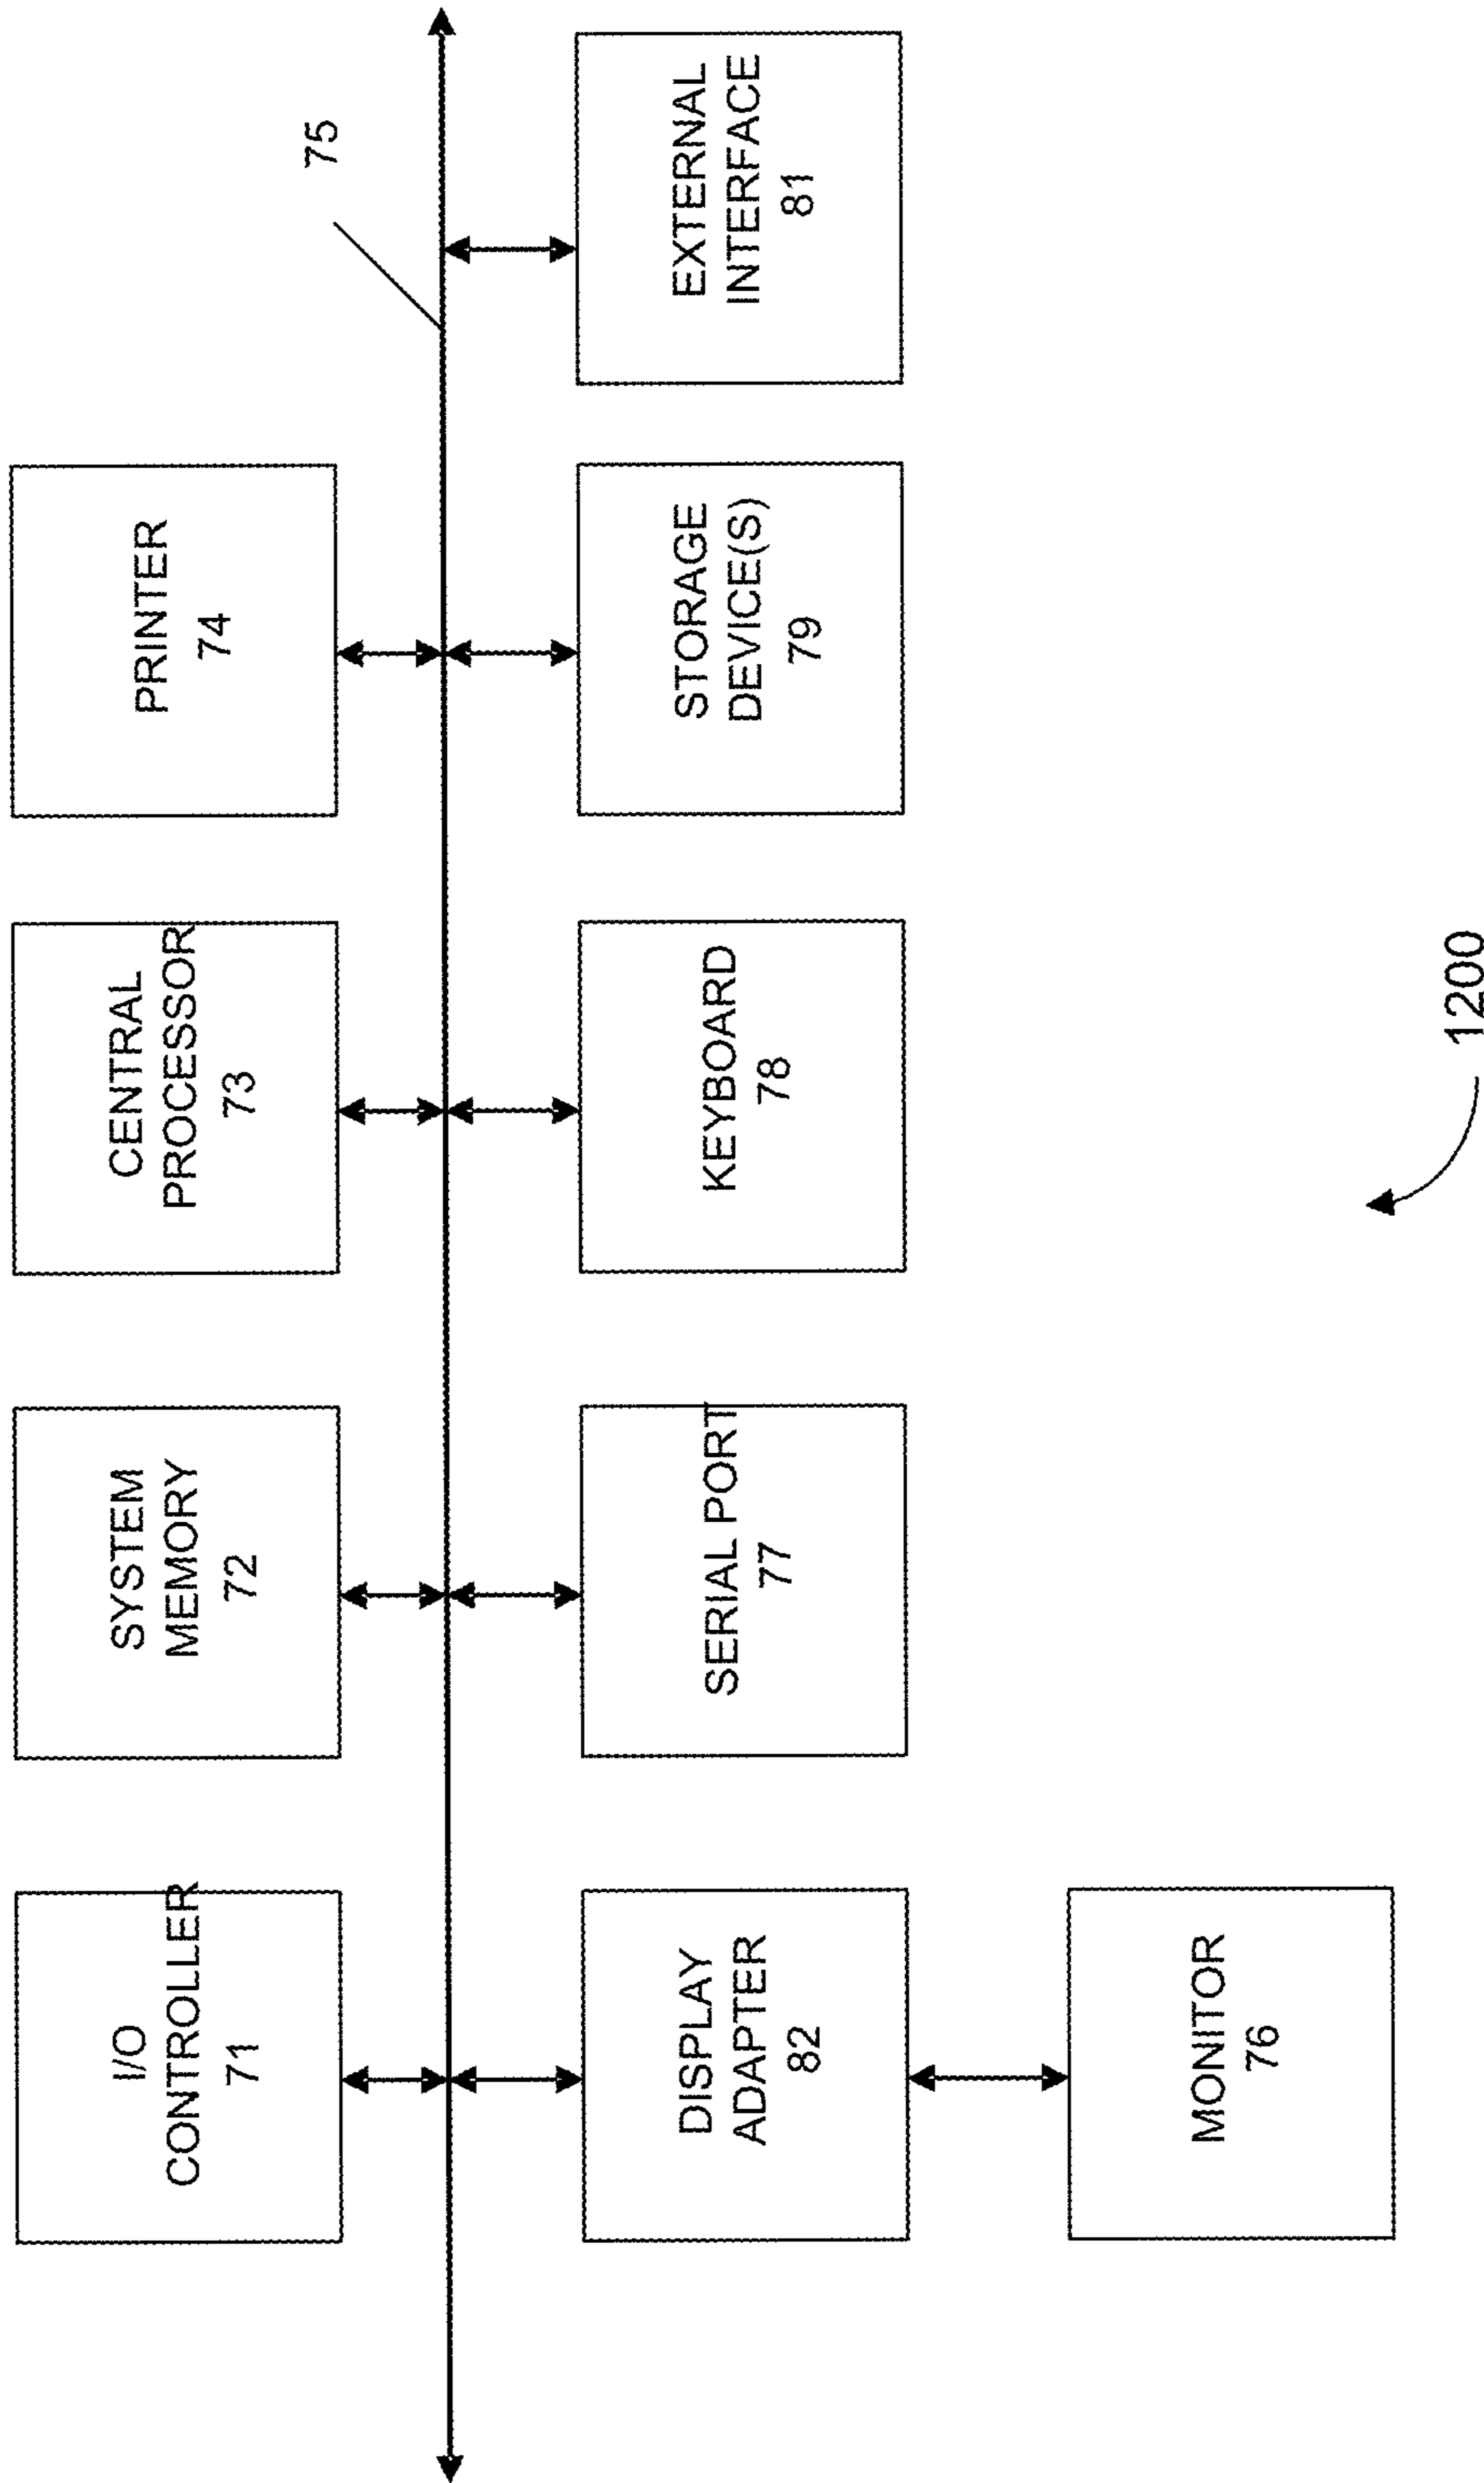 I/O
CONTROLLER
71
SYSTEM
MEMORY
72
CENTRAL
PROCESSOR
73
PRINTER
74
75
DISPLAY
ADAPTER
82
SERIAL PORT
77
KEYBOARD
78
STORAGE
DEVICE(S)
79
EXTERNAL
INTERFACE
81
MONITOR
76
1200